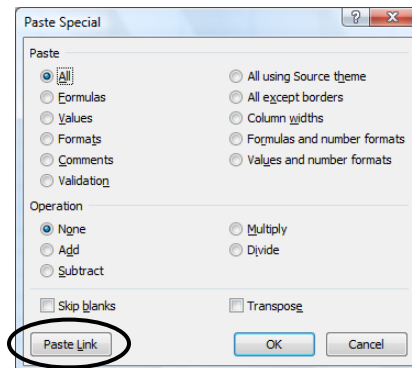 Paste Special
Paste
All
All using Source theme
Formulas
All except borders
Values
Column widths
Formats
Formulas and number formats
Comments
Values and number formats
Validation
Operation
None
Multiply
Add
Divide
Subtract
Skip blanks
Transpose
Paste Link
OK
Cancel